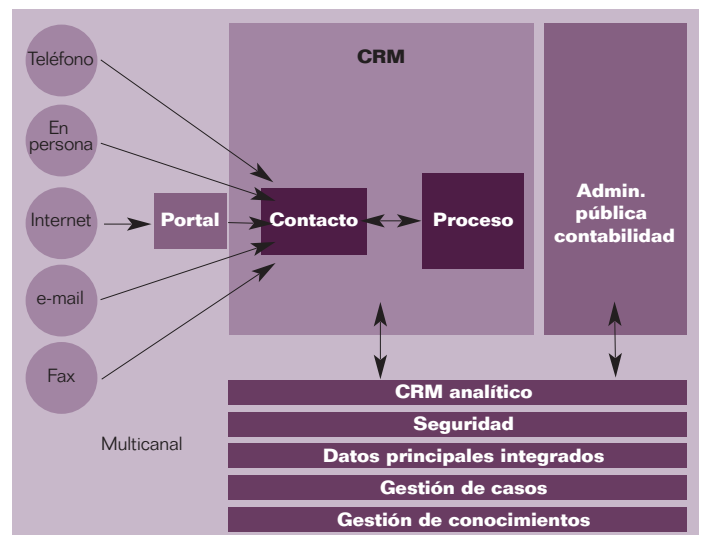 Teléfono
En
persona
Internet
e-mail
Fax
Multicanal
Portal
CRM
Contacto
Proceso
Admin.
pública
contabilidad
CRM analítico
Seguridad
Datos principales integrados
Gestión de casos
Gestión de conocimientos